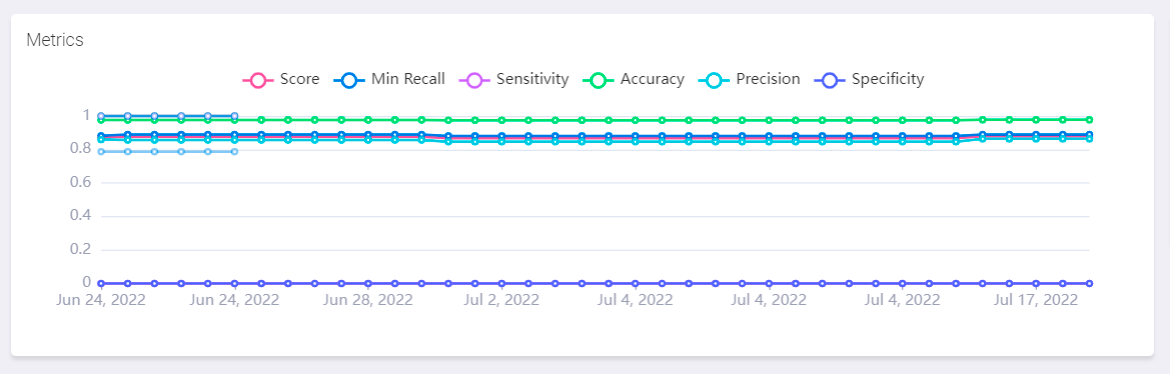 Metrics
Score Min Recall Sensitivity Accuracy Precision Specificity
1
0.8
0.6
0.4
0.2
0
Jun 24, 2022 Jun 24, 2022 Jun 28, 2022 Jul 2, 2022 Jul 4, 2022 Jul 4, 2022 Jul 4, 2022 Jul 17, 2022